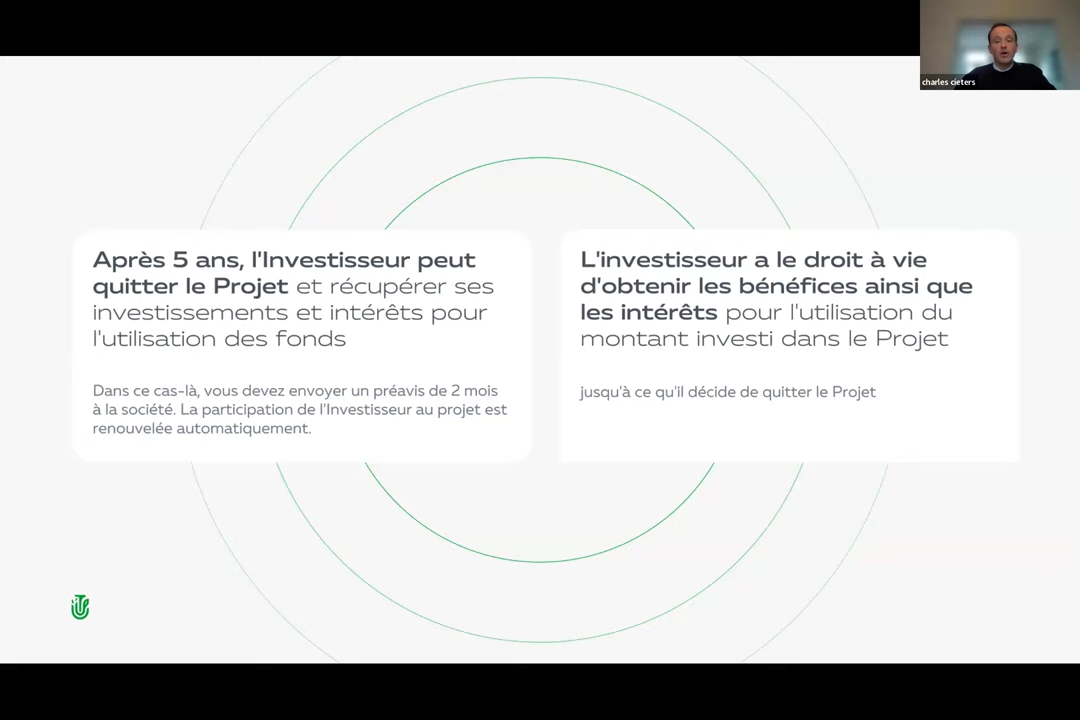 charles cieters
Après 5 ans, l'Investisseur peut
quitter le Projet et récupérer ses
investissements et intérêts pour
l'utilisation des fonds
Dans ce cas-là, vous devez envoyer un préavis de 2 mois
à la société. La participation de l'Investisseur au projet est
renouvelée automatiquement.
L'investisseur a le droit à vie
d'obtenir les bénéfices ainsi que
les intérêts pour l'utilisation du
montant investi dans le Projet
jusqu'à ce qu'il décide de quitter le Projet